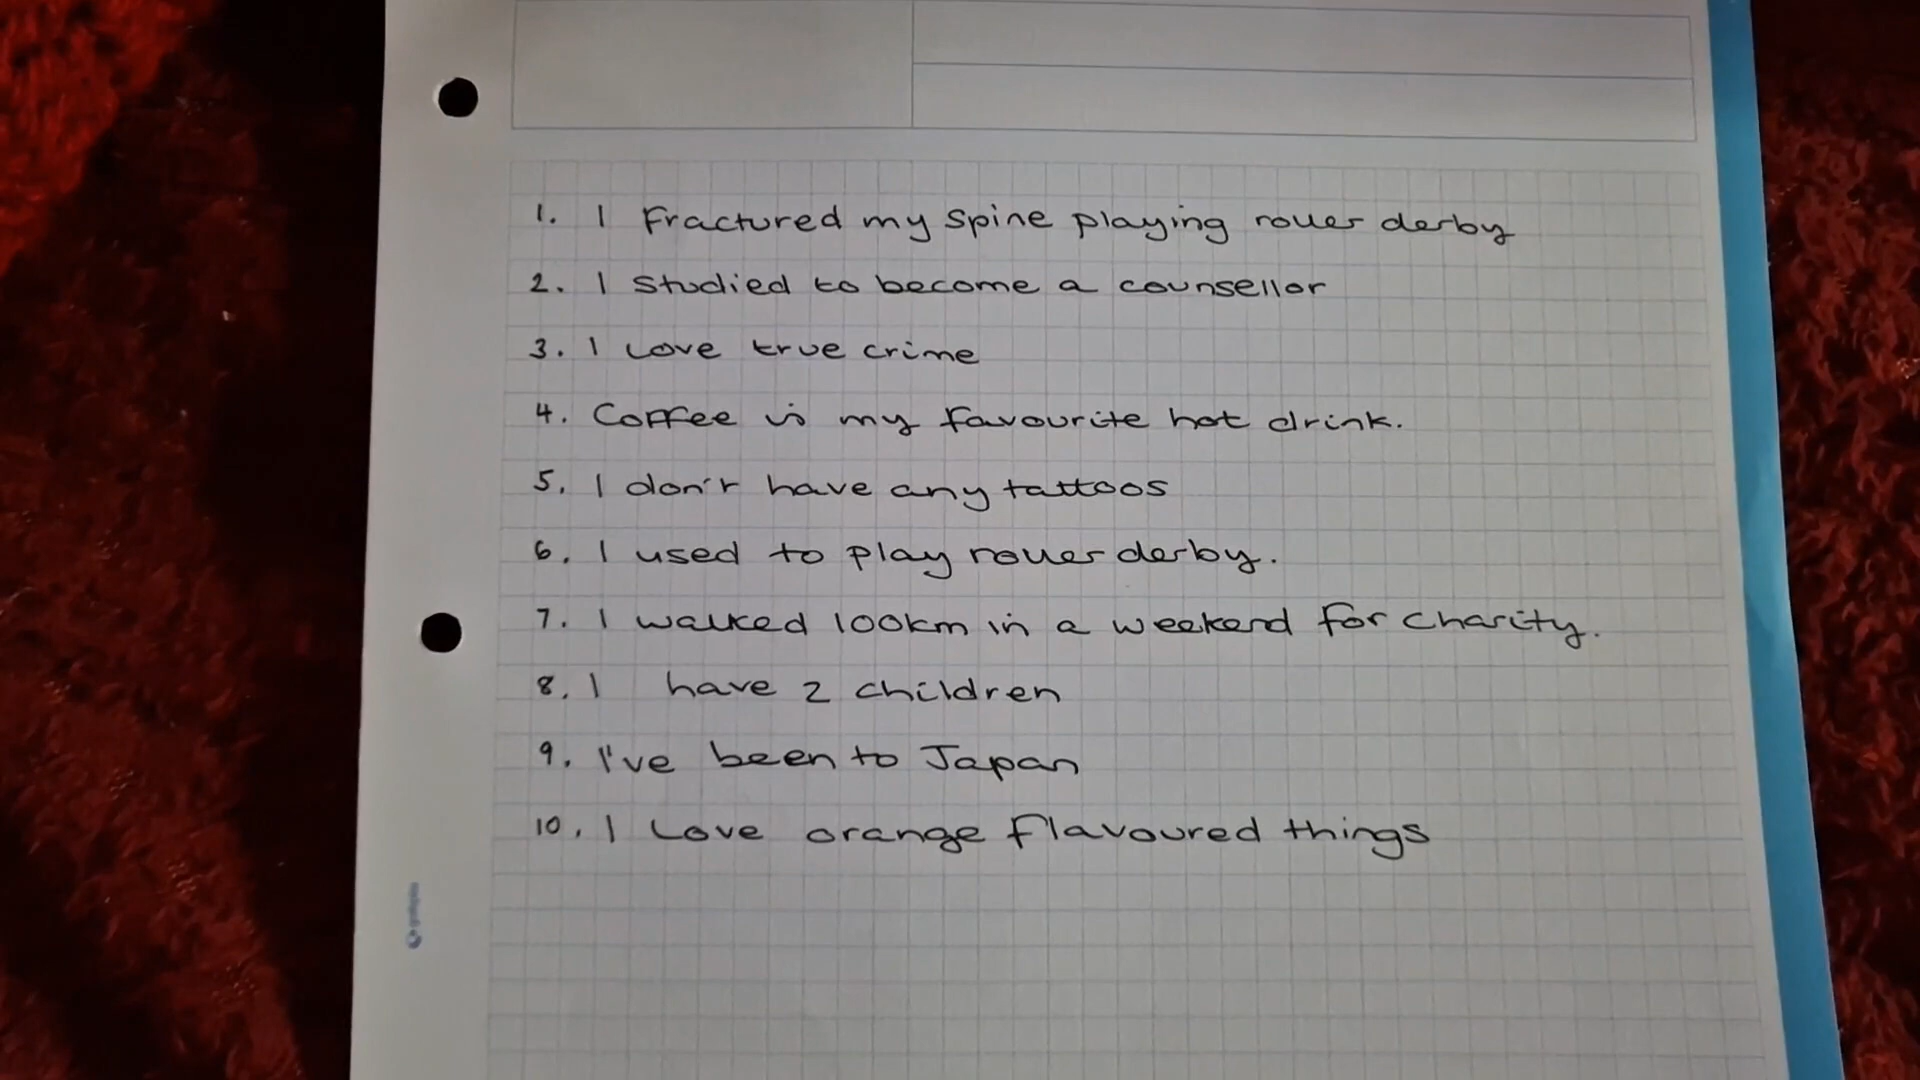 1. I Fractured my spine playing roller derby
2. I studied to become a counsellor
3. I love true crime
4. Coffee is my favourite hot drink.
5. I don't have any tattoos
6. I used to play roller derby.
7. I walked 100km in a weekend for charity.
8. I have 2 children
9. I've been to Japan
10. I love orange flavoured things